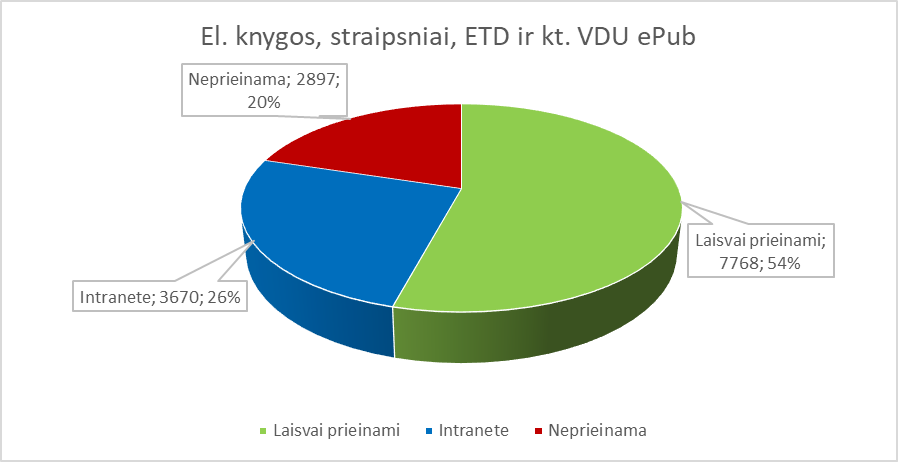 El. knygos, straipsniai, ETD ir kt. VDU ePub
Neprieinama; 2897;
20%
Laisvai prieinami;
7768; 54%
Intranete; 3670; 26%
Laisvai prieinami
Intranete
Neprieinama